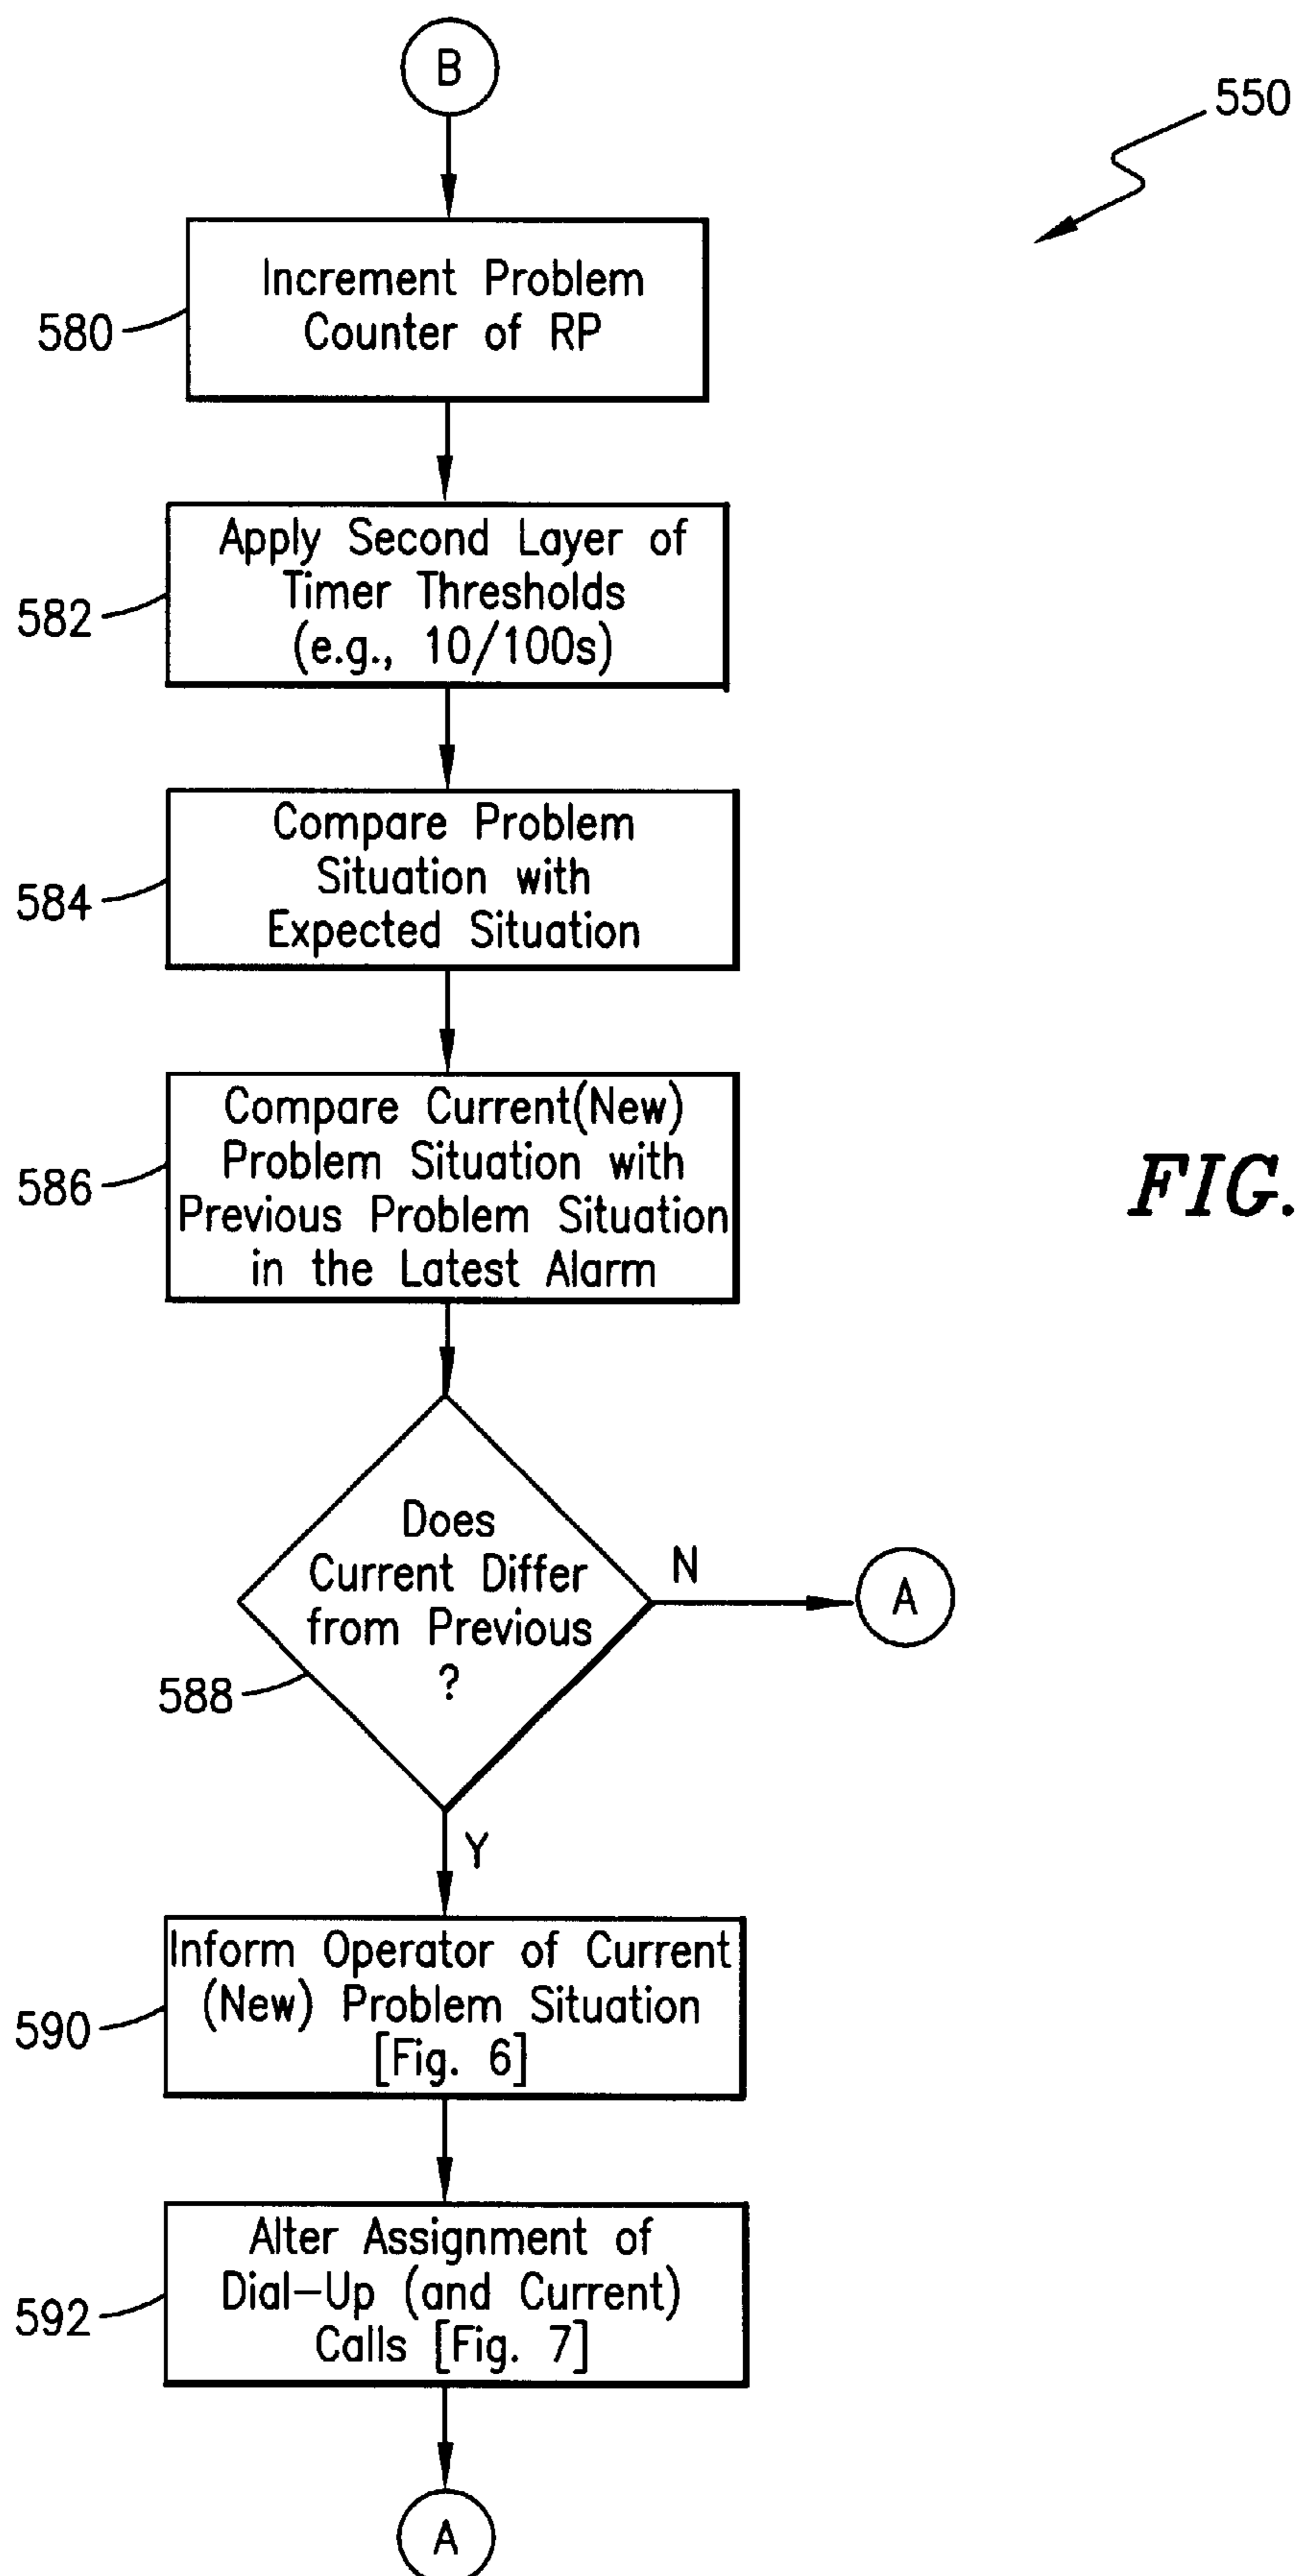 B
550
Increment Problem
Counter of RP
580
Apply Second Layer of
Timer Thresholds
(e.g., 10/100s)
582
Compare Problem
Situation with
Expected Situation
584
Compare Current(New)
Problem Situation with
Previous Problem Situation
in the Latest Alarm
586
FIG.
Does
Current Differ
from Previous
?
588
N
A
Y
Inform Operator of Current
(New) Problem Situation
[Fig. 6]
590
Alter Assignment of
Dial-Up (and Current)
Calls [Fig. 7]
592
A